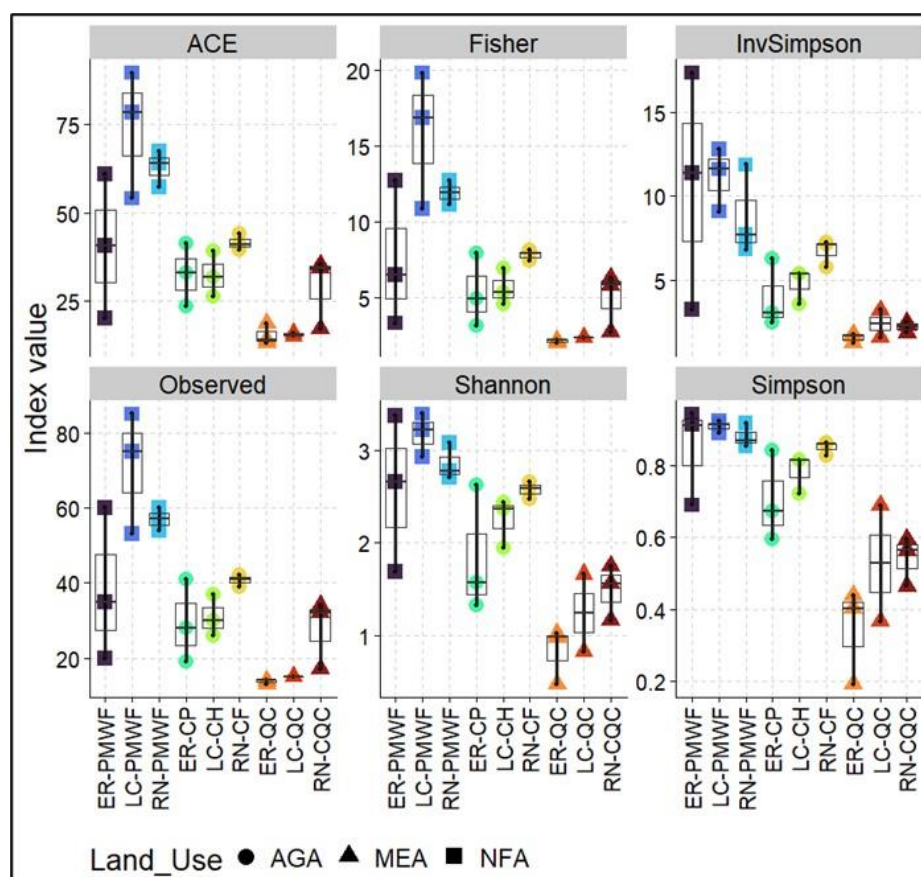 ACE
Fisher
InvSimpson
75
50
25
20
15
10
5
15
10
5
Index value
Observed
Shannon
Simpson
80
60
40
20
3
2
1
0.8
0.6
0.4
0.2
ER-PMWF
LC-PMWF
RN-PMWF
ER-CP
LC-CH
RN-CF
ER-QC
LC-QC
RN-CQC
ER-PMWF
LC-PMWF
RN-PMWF
ER-CP
LC-CH
RN-CF
ER-QC
LC-QC
RN-CQC
ER-PMWF
LC-PMWF
RN-PMWF
ER-CP
LC-CH
RN-CF
ER-QC
LC-QC
RN-CQC
Land_Use AGA MEA NFA